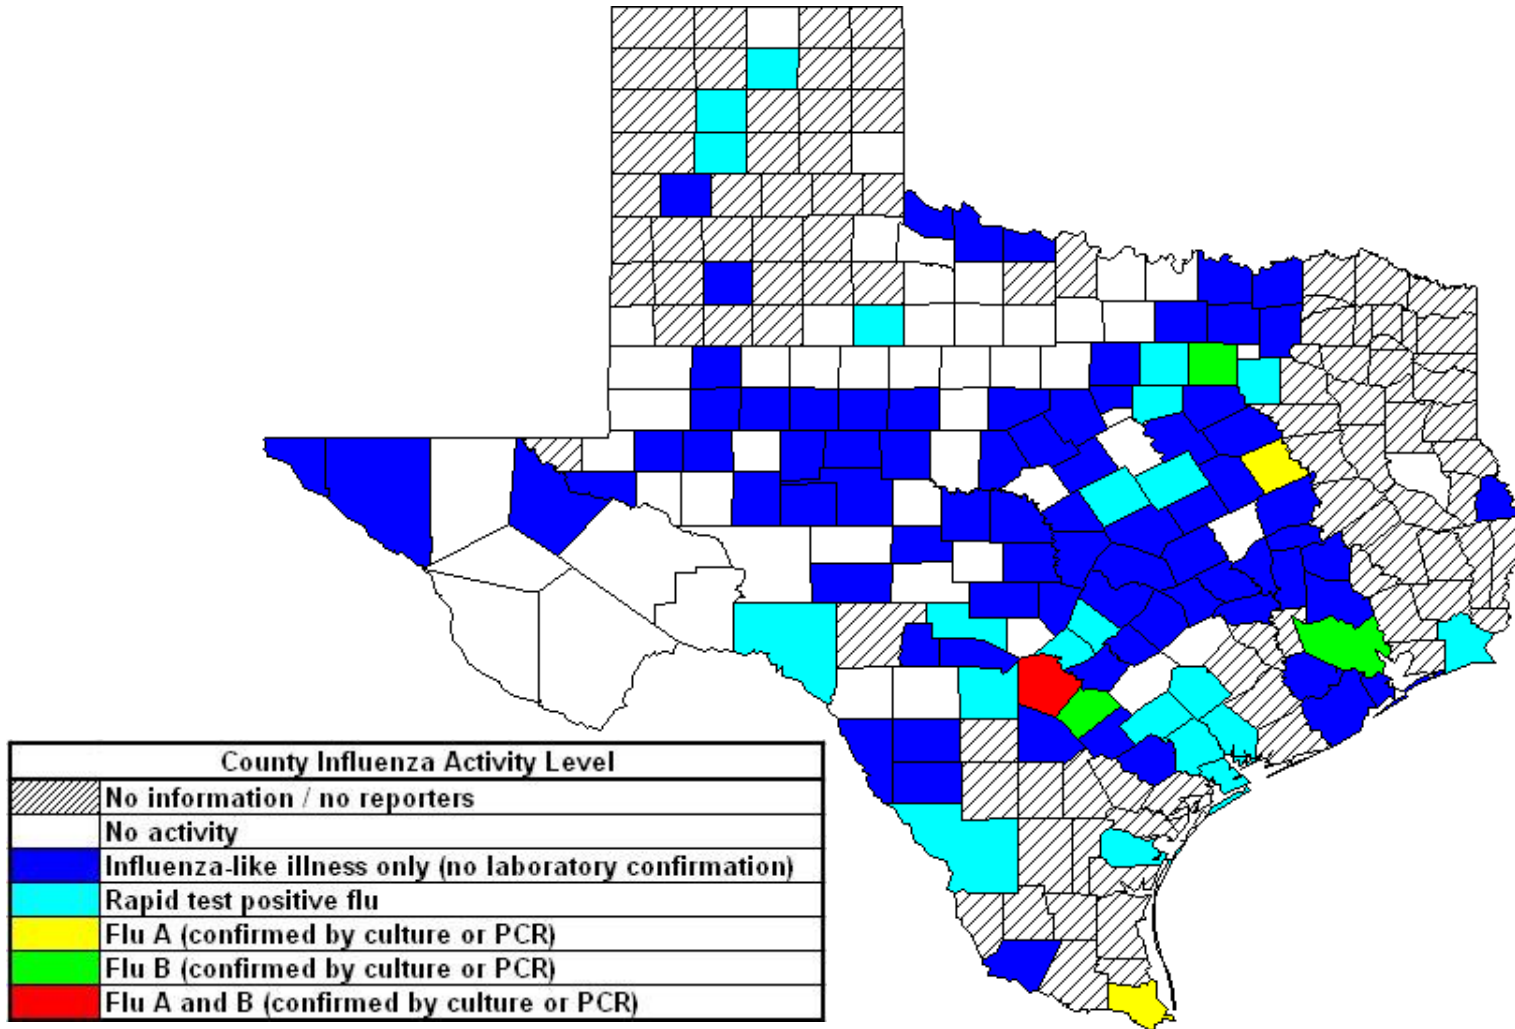 County Influenza Activity Level
No information / no reporters
No activity
Influenza-like illness only (no laboratory confirmation)
Rapid test positive flu
Flu A (confirmed by culture or PCR)
Flu B (confirmed by culture or PCR)
Flu A and B (confirmed by culture or PCR)